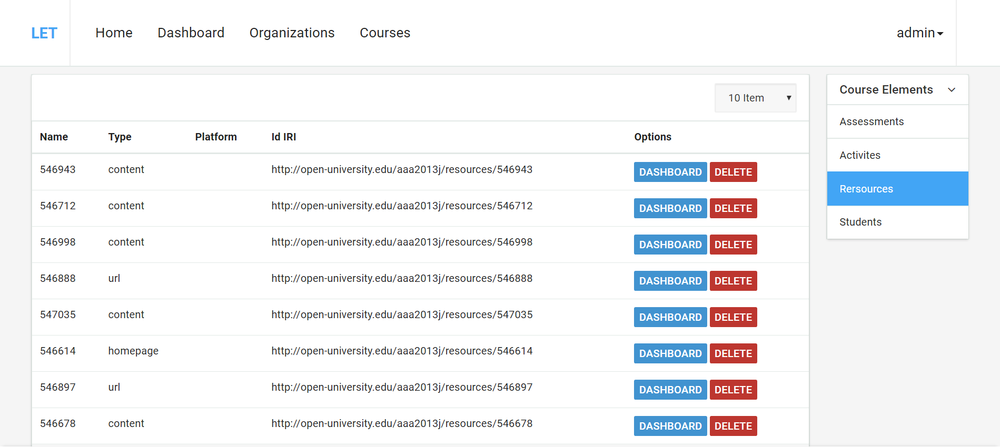 LET Home Dashboard Organizations Courses admin
10 Item
Name Type Platform Id IRI Options
546943 content http://open-university.edu/aaa2013j/resources/546943 DASHBOARD DELETE
546712 content http://open-university.edu/aaa2013j/resources/546712 DASHBOARD DELETE
546998 content http://open-university.edu/aaa2013j/resources/546998 DASHBOARD DELETE
546888 url http://open-university.edu/aaa2013j/resources/546888 DASHBOARD DELETE
547035 content http://open-university.edu/aaa2013j/resources/547035 DASHBOARD DELETE
546614 homepage http://open-university.edu/aaa2013j/resources/546614 DASHBOARD DELETE
546897 url http://open-university.edu/aaa2013j/resources/546897 DASHBOARD DELETE
546678 content http://open-university.edu/aaa2013j/resources/546678 DASHBOARD DELETE
Course Elements
Assessments
Activites
Rersources
Students